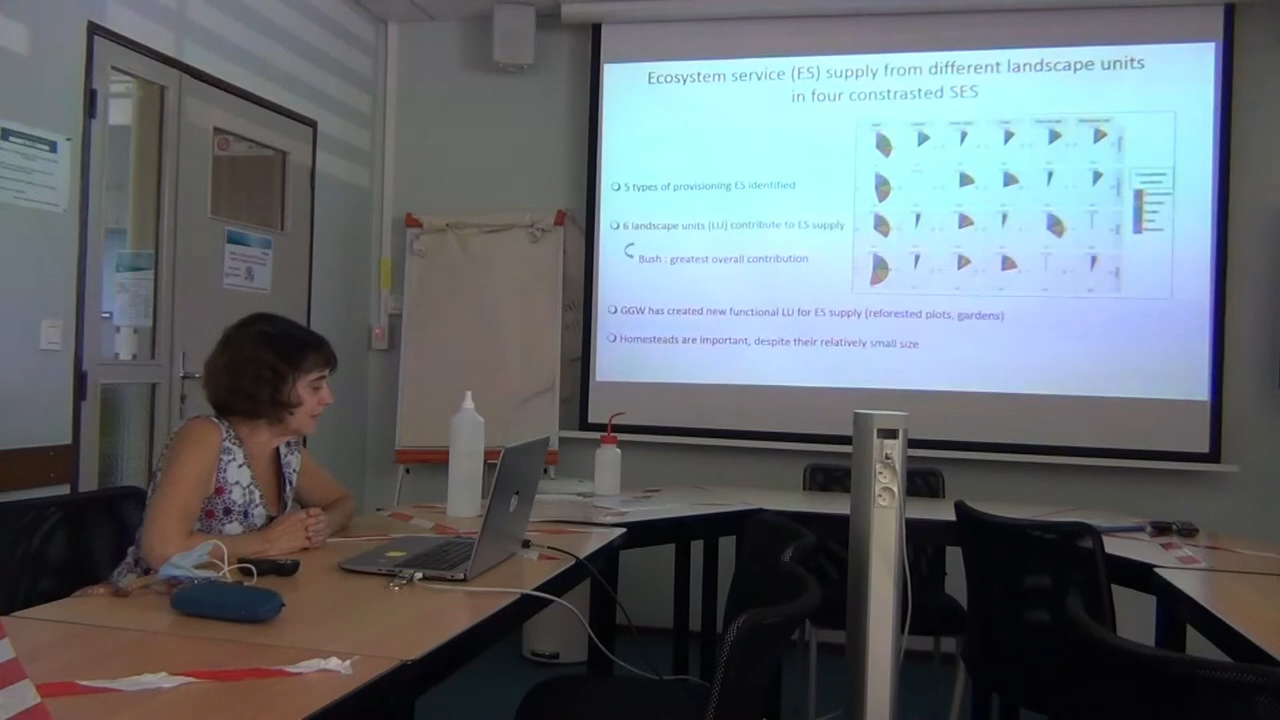 Ecosystem service (ES) supply from different landscape units
in four constrasted SES
❍ 5 types of provisioning ES identified
❍ 6 landscape units (LU) contribute to ES supply
Bush : greatest overall contribution
❍ GGW has created new functional LU for ES supply (reforested plots, gardens)
❍ Homesteads are important, despite their relatively small size